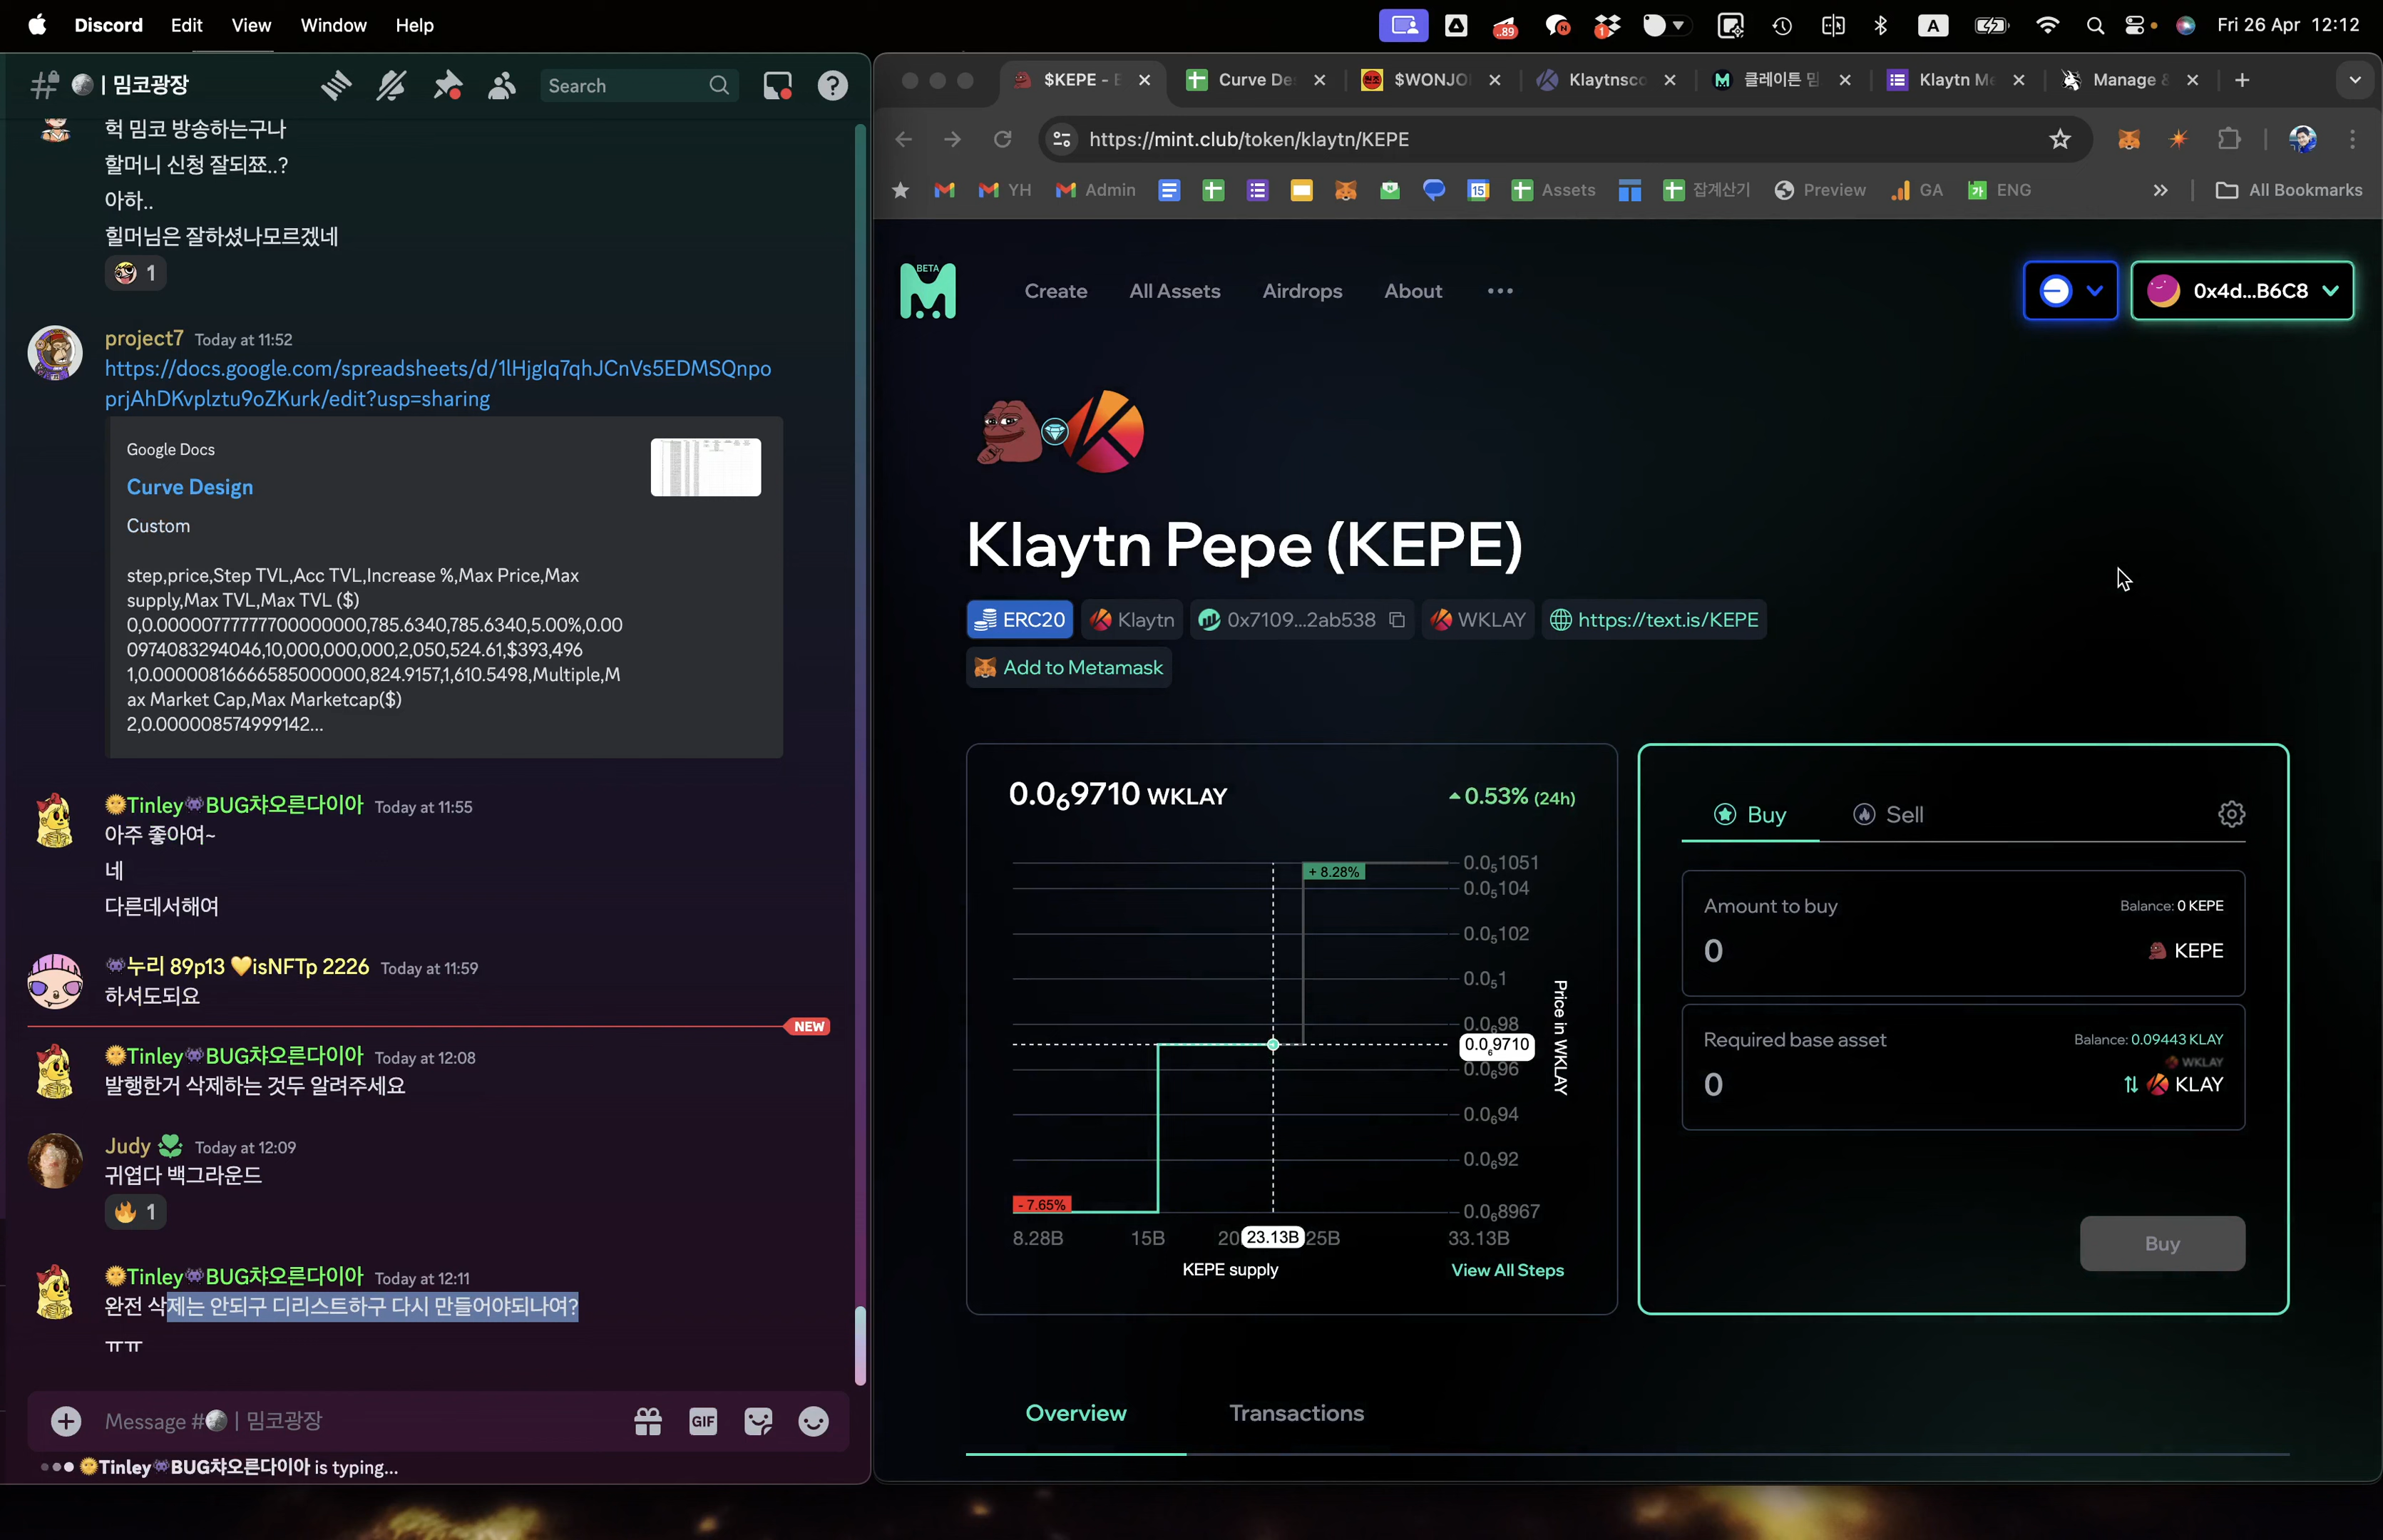 Discord Edit View Window Help
..89
N
1
A
Fri 26 Apr 12:12
| 밈코광장
Search
헉 밈코 방송하는구나
할머니 신청 잘되쬬..?
아하..
힐머님은 잘하셨나모르겠네
1
project7 Today at 11:52
https://docs.google.com/spreadsheets/d/1lHjglq7qhJCnVs5EDMSQnpo
prjAhDKvplztu9oZKurk/edit?usp=sharing
Google Docs
Curve Design
Custom
step,price,Step TVL,Acc TVL,Increase %,Max Price,Max
supply,Max TVL,Max TVL ($)
0,0.00000777777700000000,785.6340,785.6340,5.00%,0.00
00974083294046,10,000,000,000,2,050,524.61,$393,496
1,0.00000816666585000000,824.9157,1,610.5498,Multiple,M
ax Market Cap,Max Marketcap($)
2,0.000008574999142...
Tinley BUG챠오른다이아 Today at 11:55
아주 좋아여~
네
다른데서해여
누리 89p13 isNFTp 2226 Today at 11:59
하셔도되요
NEW
Tinley BUG챠오른다이아 Today at 12:08
발행한거 삭제하는 것두 알려주세요
Judy Today at 12:09
귀엽다 백그라운드
1
Tinley BUG챠오른다이아 Today at 12:11
완전 삭제는 안되구 디리스트하구 다시 만들어야되나여?
ㅠㅠ
Message # | 밈코광장
GIF
Tinley BUG챠오른다이아 is typing...
$KEPE - Curve De $WONJO Klaytnsco 클레이튼 밈 Klaytn Me Manage &
https://mint.club/token/klaytn/KEPE
YH Admin 15 Assets 잡계산기 Preview GA ENG All Bookmarks
BETA
Create All Assets Airdrops About
0x4d...B6C8
Klaytn Pepe (KEPE)
ERC20 Klaytn 0x7109...2ab538 WKLAY https://text.is/KEPE
Add to Metamask
0.0₆9710 WKLAY
0.53% (24h)
+ 8.28%
0.0₅1051
0.0₅104
0.0₅102
0.0₅1
0.0₆98
0.0₆9710
0.0₆96
0.0₆94
0.0₆92
0.0₆8967
Price in WKLAY
- 7.65%
8.28B 15B 20 23.13B 25B 33.13B
KEPE supply
View All Steps
Buy Sell
Amount to buy
Balance: 0 KEPE
0
KEPE
Required base asset
Balance: 0.09443 KLAY
WKLAY
0
KLAY
Buy
Overview Transactions